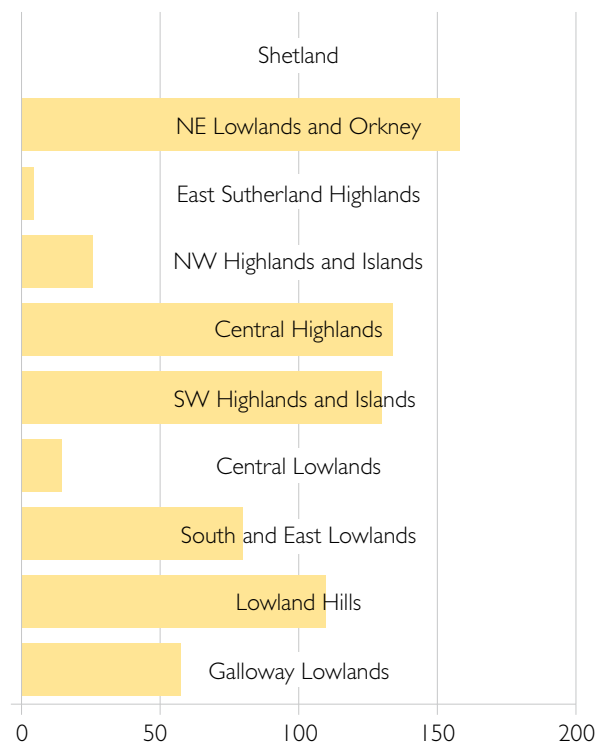 Shetland
NE Lowlands and Orkney
East Sutherland Highlands
NW Highlands and Islands
Central Highlands
SW Highlands and Islands
Central Lowlands
South and East Lowlands
Lowland Hills
Galloway Lowlands
0 50 100 150 200